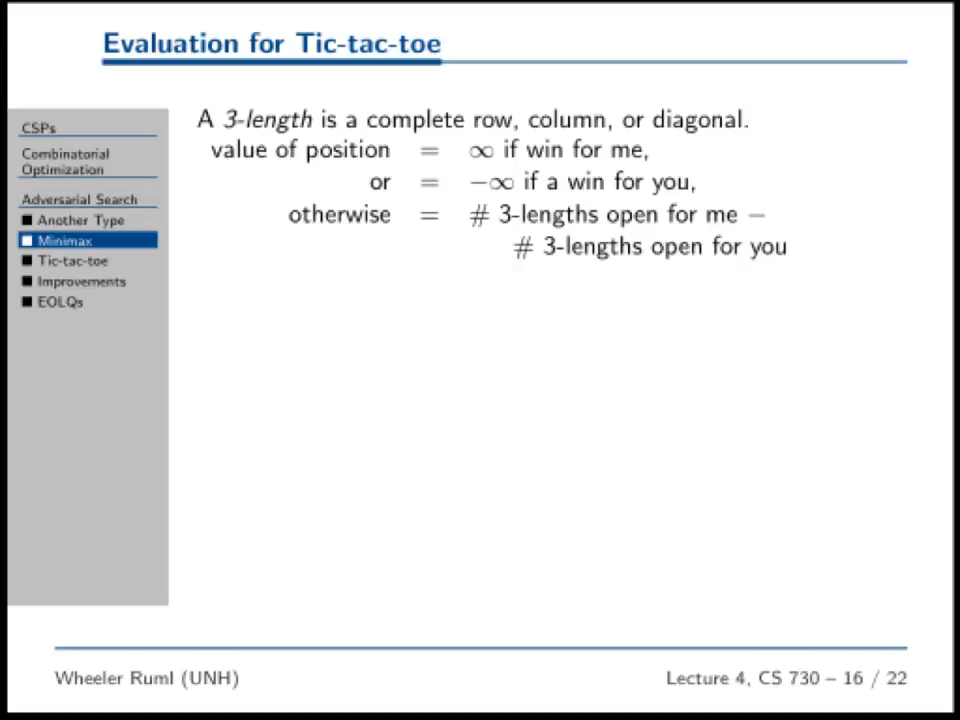 Evaluation for Tic-tac-toe
CSPs
Combinatorial
Optimization
Adversarial Search
■ Another Type
■ Minimax
■ Tic-tac-toe
■ Improvements
■ EOLQs
A 3-length is a complete row, column, or diagonal.
value of position = ∞ if win for me,
or = −∞ if a win for you,
otherwise = # 3-lengths open for me −
# 3-lengths open for you
Wheeler Ruml (UNH)
Lecture 4, CS 730 – 16 / 22